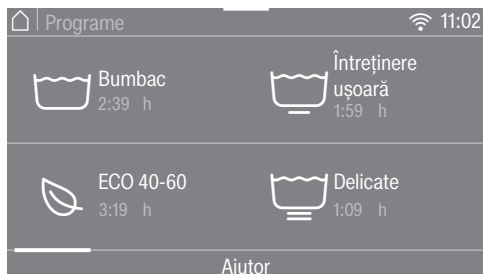 Programe 11:02
Bumbac
2:39 h
Întreținere
ușoară
1:59 h
ECO 40-60
3:19 h
Delicate
1:09 h
Ajutor